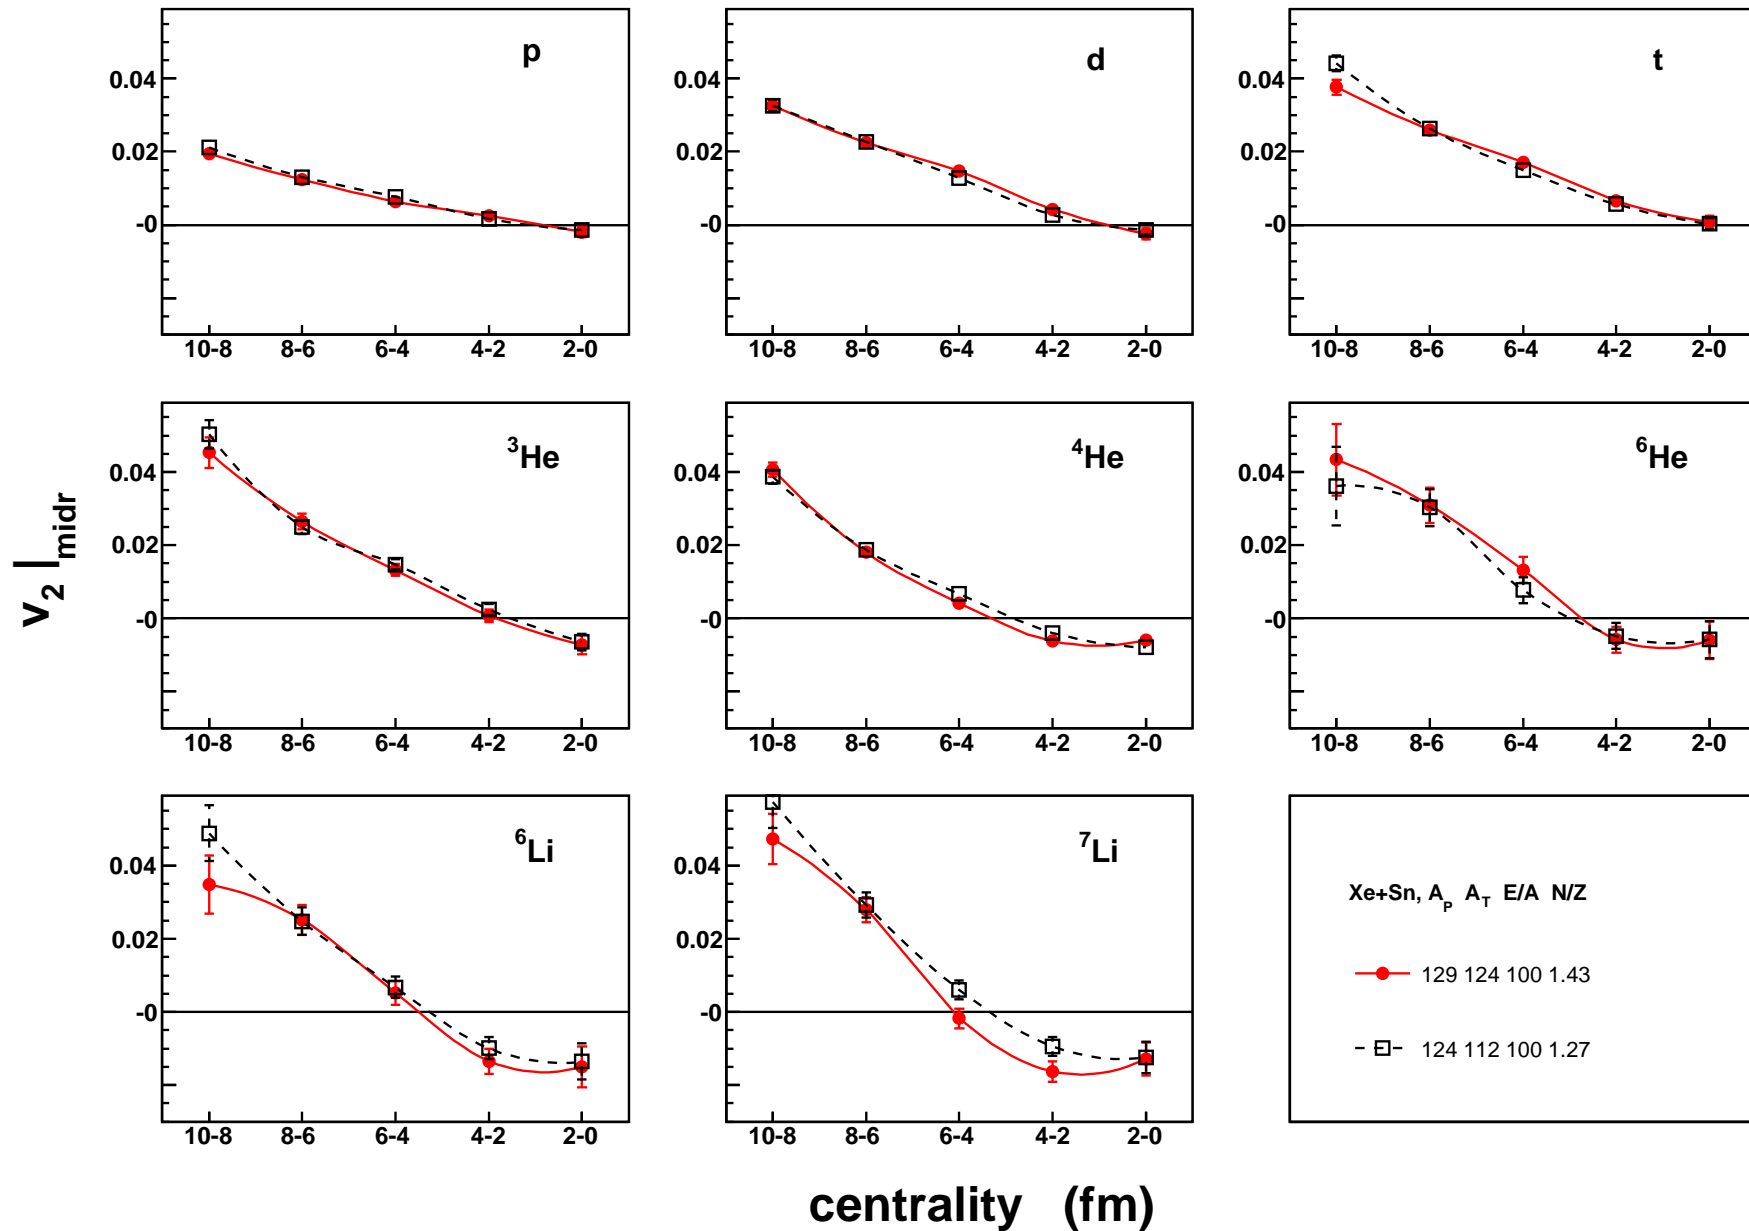 p
0.04
0.02
-0
10-8 8-6 6-4 4-2 2-0
d
0.04
0.02
-0
10-8 8-6 6-4 4-2 2-0
t
0.04
0.02
-0
10-8 8-6 6-4 4-2 2-0
v₂ |midr
³He
0.04
0.02
-0
10-8 8-6 6-4 4-2 2-0
⁴He
0.04
0.02
-0
10-8 8-6 6-4 4-2 2-0
⁶He
0.04
0.02
-0
10-8 8-6 6-4 4-2 2-0
⁶Li
0.04
0.02
-0
10-8 8-6 6-4 4-2 2-0
⁷Li
0.04
0.02
-0
10-8 8-6 6-4 4-2 2-0
Xe+Sn, A_P A_T E/A N/Z
129 124 100 1.43
124 112 100 1.27
centrality (fm)